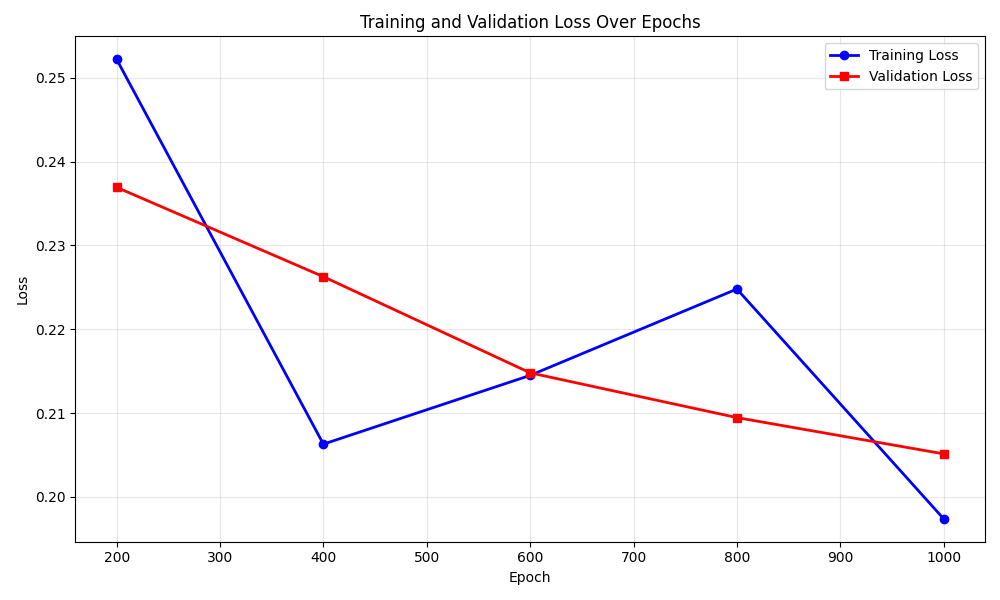 Training and Validation Loss Over Epochs
Training Loss
Validation Loss
0.25
0.24
0.23
0.22
0.21
0.20
Loss
200 300 400 500 600 700 800 900 1000
Epoch